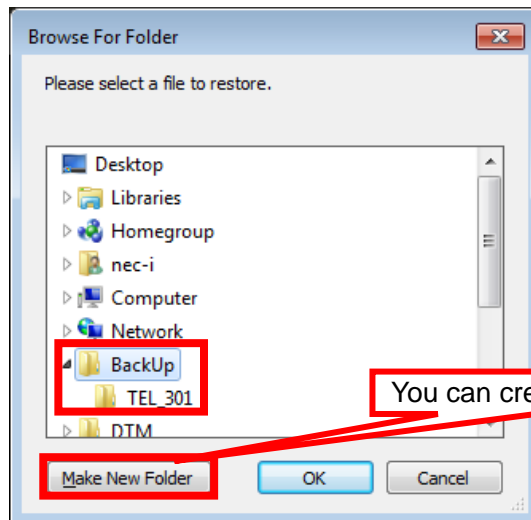 Browse For Folder
Please select a file to restore.
Desktop
Libraries
Homegroup
nec-i
Computer
Network
BackUp
TEL_301
You can cre
DTM
Make New Folder OK Cancel